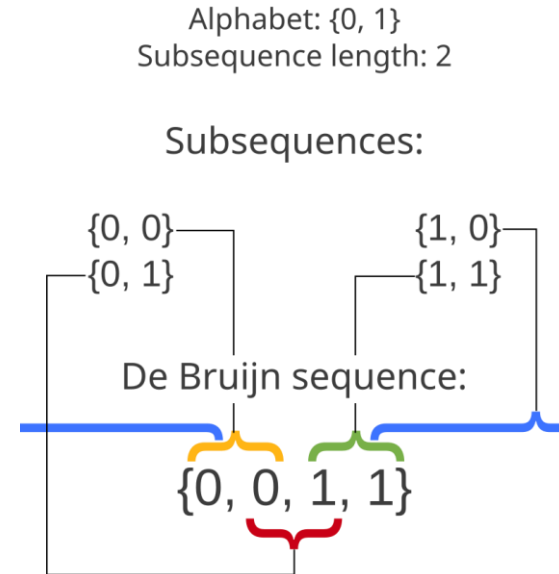 Alphabet: {0, 1}
Subsequence length: 2
Subsequences:
{0, 0} {1, 0}
{0, 1} {1, 1}
De Bruijn sequence:
{0, 0, 1, 1}